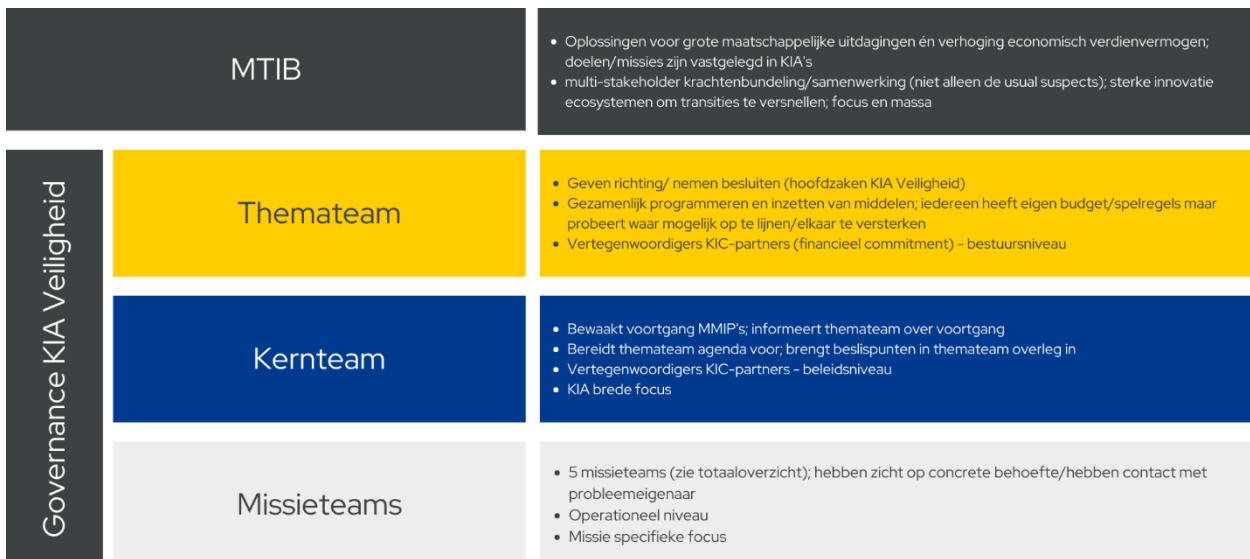 MTIB
• Oplossingen voor grote maatschappelijke uitdagingen én verhoging economisch verdienvermogen;
doelen/missies zijn vastgelegd in KIA's
• multi-stakeholder krachtenbundeling/samenwerking (niet alleen de usual suspects); sterke innovatie
ecosystemen om transities te versnellen; focus en massa
Governance KIA Veiligheid
Themateam
• Geven richting/ nemen besluiten (hoofdzaken KIA Veiligheid)
• Gezamenlijk programmeren en inzetten van middelen; iedereen heeft eigen budget/spelregels maar
probeert waar mogelijk op te lijnen/elkaar te versterken
• Vertegenwoordigers KIC-partners (financieel commitment) - bestuursniveau
Kernteam
• Bewaakt voortgang MMIP's; informeert themateam over voortgang
• Bereidt themateam agenda voor; brengt beslispunten in themateam overleg in
• Vertegenwoordigers KIC-partners - beleidsniveau
• KIA brede focus
Missieteams
• 5 missieteams (zie totaaloverzicht); hebben zicht op concrete behoefte/hebben contact met
probleemeigenaar
• Operationeel niveau
• Missie specifieke focus